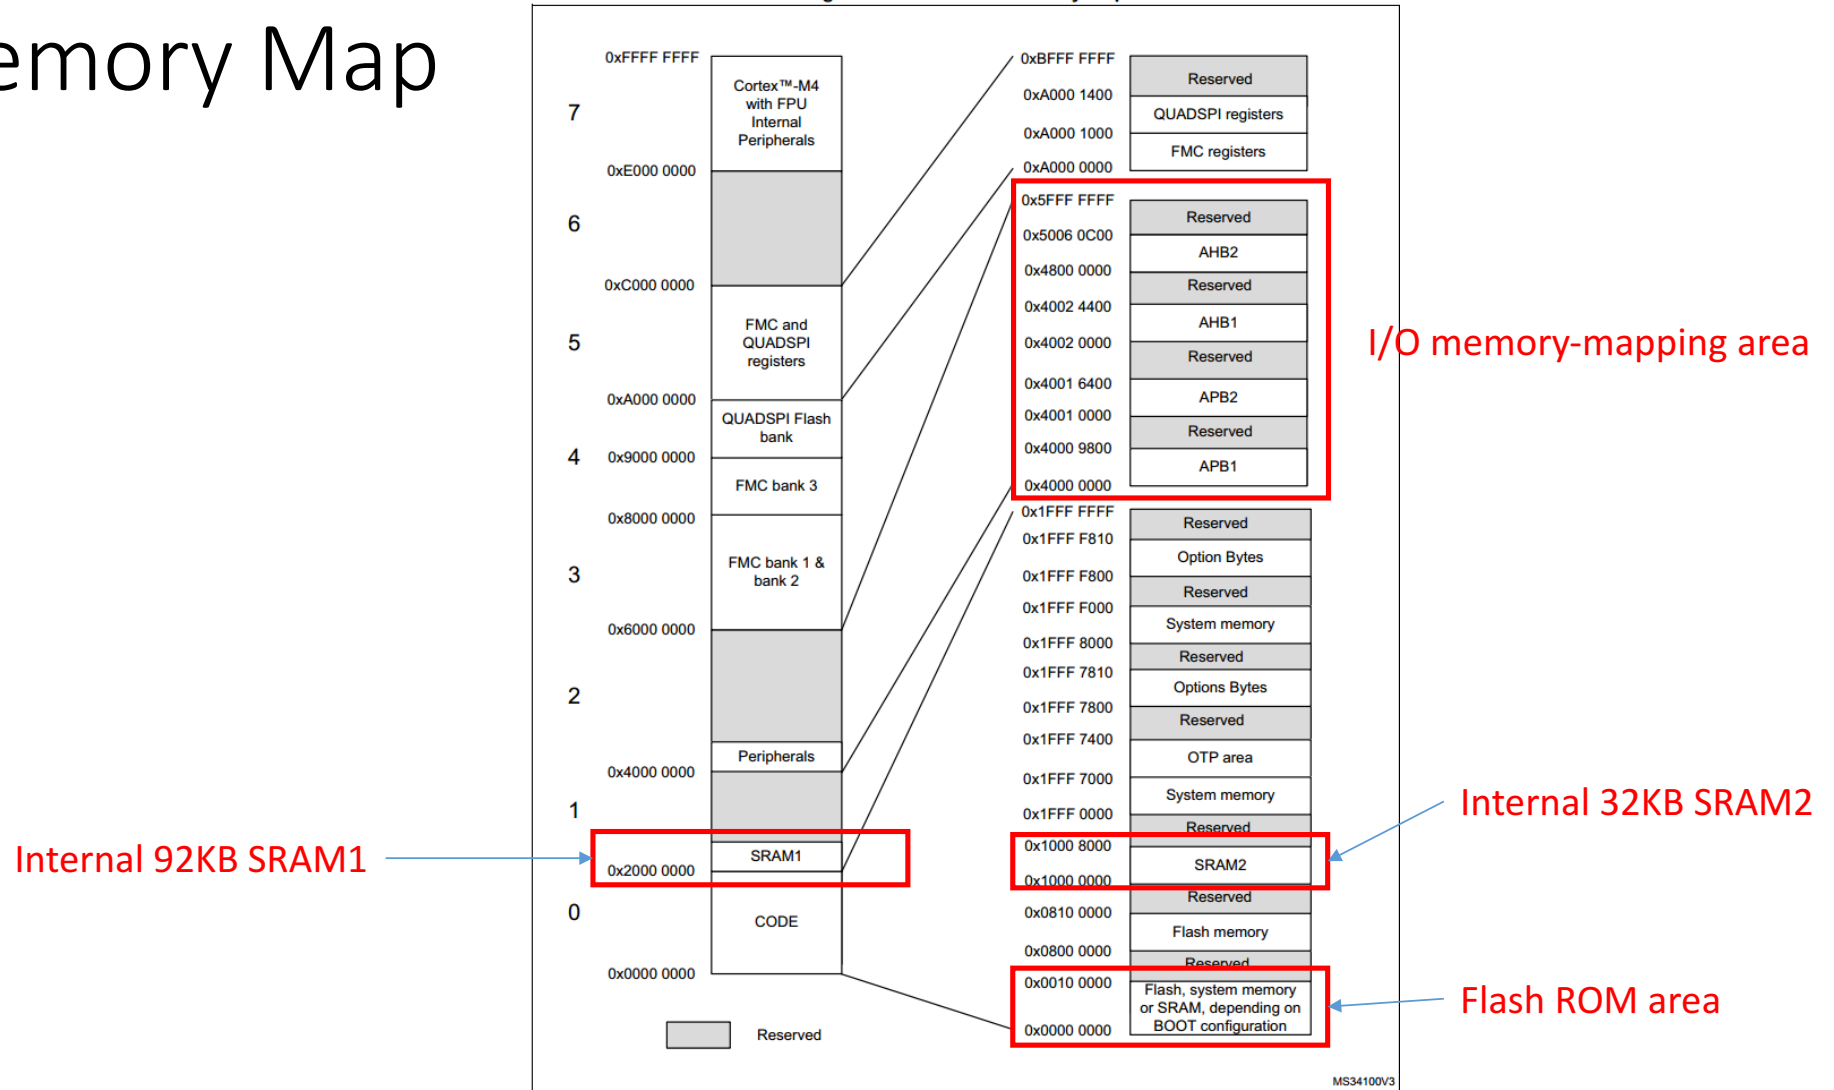 emory Map
0xFFFF FFFF
7
Cortex™-M4
with FPU
Internal
Peripherals
0xE000 0000
6
0xC000 0000
5
FMC and
QUADSPI
registers
0xA000 0000
QUADSPI Flash
bank
4
0x9000 0000
FMC bank 3
0x8000 0000
3
FMC bank 1 &
bank 2
0x6000 0000
2
Peripherals
0x4000 0000
1
SRAM1
0x2000 0000
0
CODE
0x0000 0000
Reserved
Internal 92KB SRAM1
0xBFFF FFFF
Reserved
0xA000 1400
QUADSPI registers
0xA000 1000
FMC registers
0xA000 0000
0x5FFF FFFF
Reserved
0x5006 0C00
AHB2
0x4800 0000
Reserved
0x4002 4400
AHB1
0x4002 0000
Reserved
0x4001 6400
APB2
0x4001 0000
Reserved
0x4000 9800
APB1
0x4000 0000
0x1FFF FFFF
Reserved
0x1FFF F810
Option Bytes
0x1FFF F800
Reserved
0x1FFF F000
System memory
0x1FFF 8000
Reserved
0x1FFF 7810
Options Bytes
0x1FFF 7800
Reserved
0x1FFF 7400
OTP area
0x1FFF 7000
System memory
0x1FFF 0000
Reserved
0x1000 8000
SRAM2
0x1000 0000
Reserved
0x0810 0000
Flash memory
0x0800 0000
Reserved
0x0010 0000
Flash, system memory
or SRAM, depending on
BOOT configuration
0x0000 0000
I/O memory-mapping area
Internal 32KB SRAM2
Flash ROM area
MS34100V3